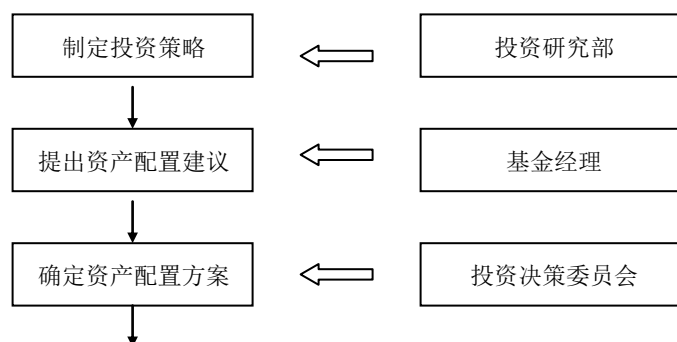 制定投资策略
投资研究部
提出资产配置建议
基金经理
确定资产配置方案
投资决策委员会